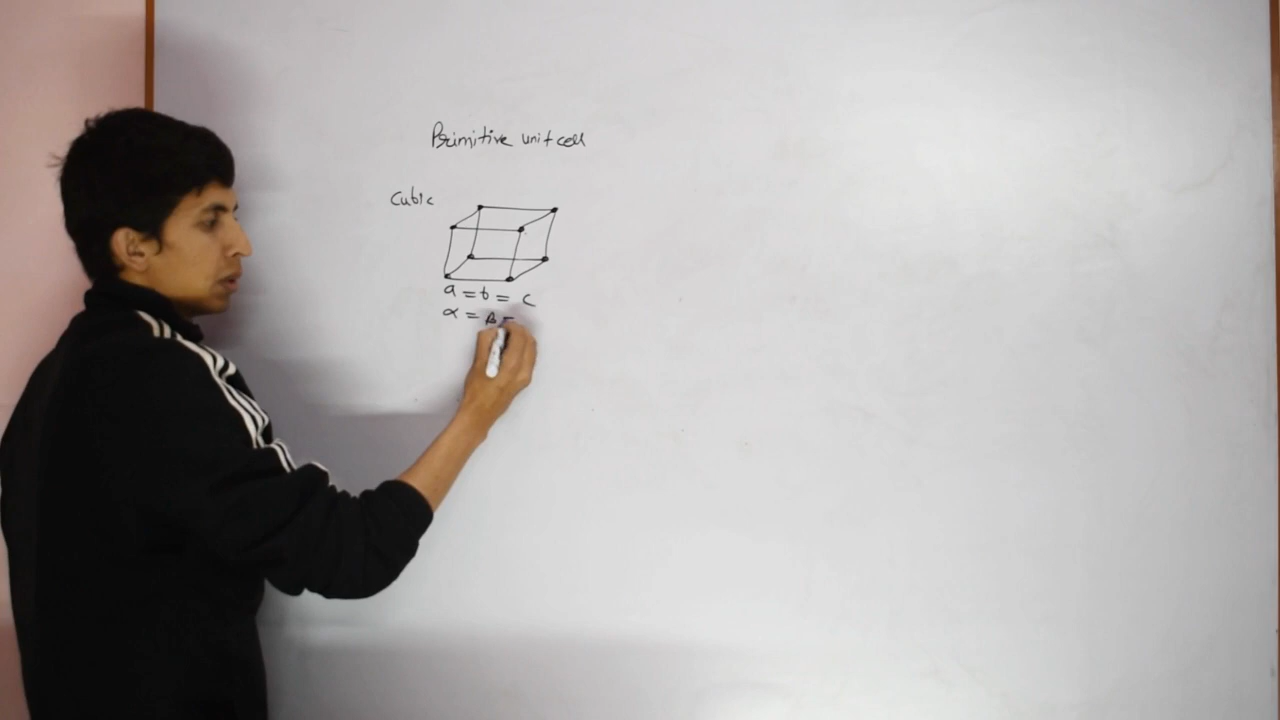 Primitive unit cell
Cubic
a = b = c
α = β =